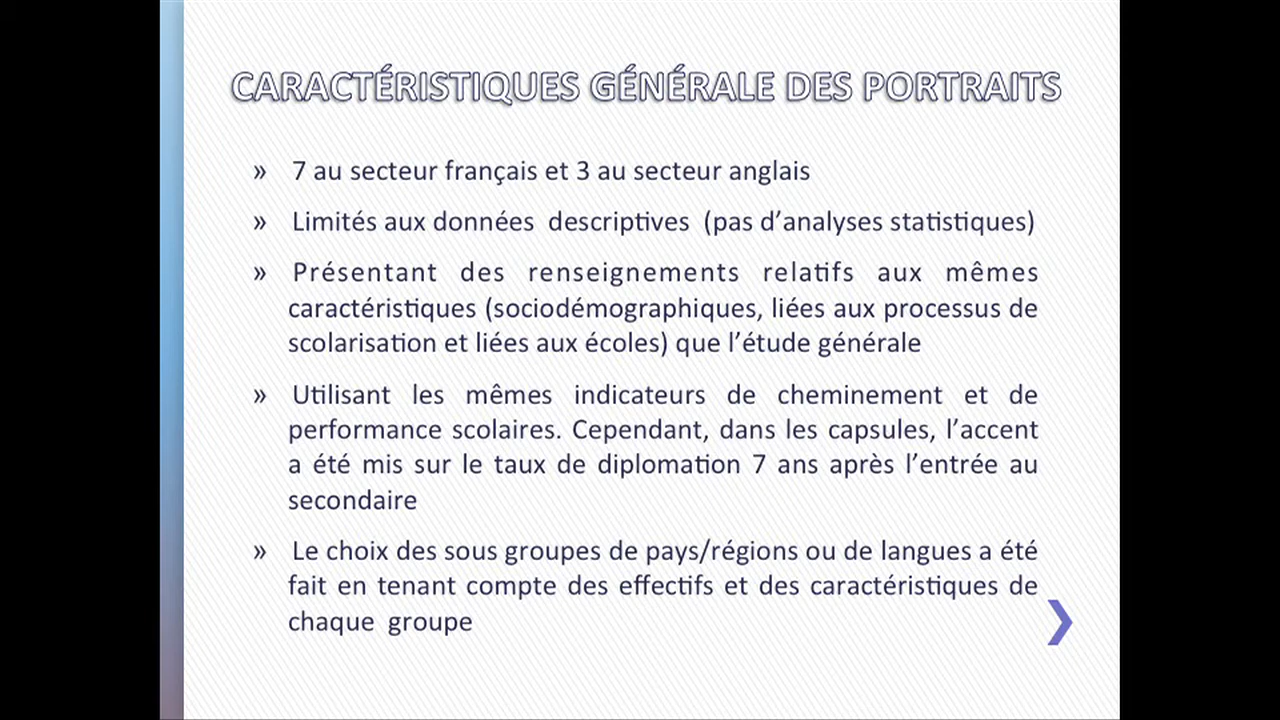 CARACTÉRISTIQUES GÉNÉRALE DES PORTRAITS
» 7 au secteur français et 3 au secteur anglais
» Limités aux données descriptives (pas d’analyses statistiques)
» Présentant des renseignements relatifs aux mêmes
caractéristiques (sociodémographiques, liées aux processus de
scolarisation et liées aux écoles) que l’étude générale
» Utilisant les mêmes indicateurs de cheminement et de
performance scolaires. Cependant, dans les capsules, l’accent
a été mis sur le taux de diplomation 7 ans après l’entrée au
secondaire
» Le choix des sous groupes de pays/régions ou de langues a été
fait en tenant compte des effectifs et des caractéristiques de
chaque groupe